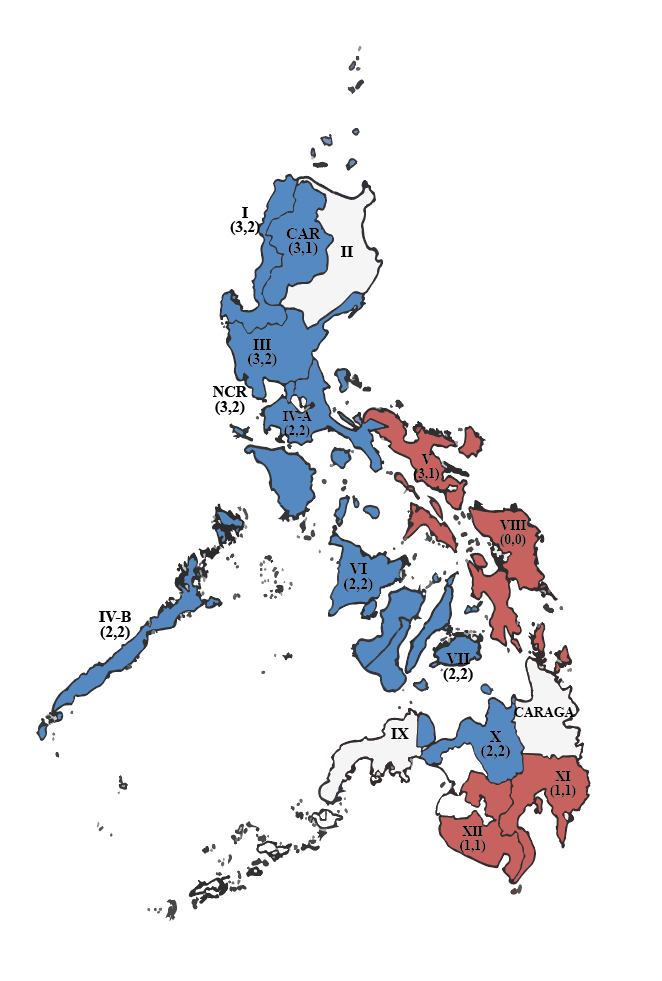 I
(3,2)
CAR
(3,1)
II
III
(3,2)
NCR
(3,2)
IV-A
(2,2)
V
(3,1)
VIII
(0,0)
VI
(2,2)
IV-B
(2,2)
VII
(2,2)
CARAGA
IX
X
(2,2)
XI
(1,1)
XII
(1,1)